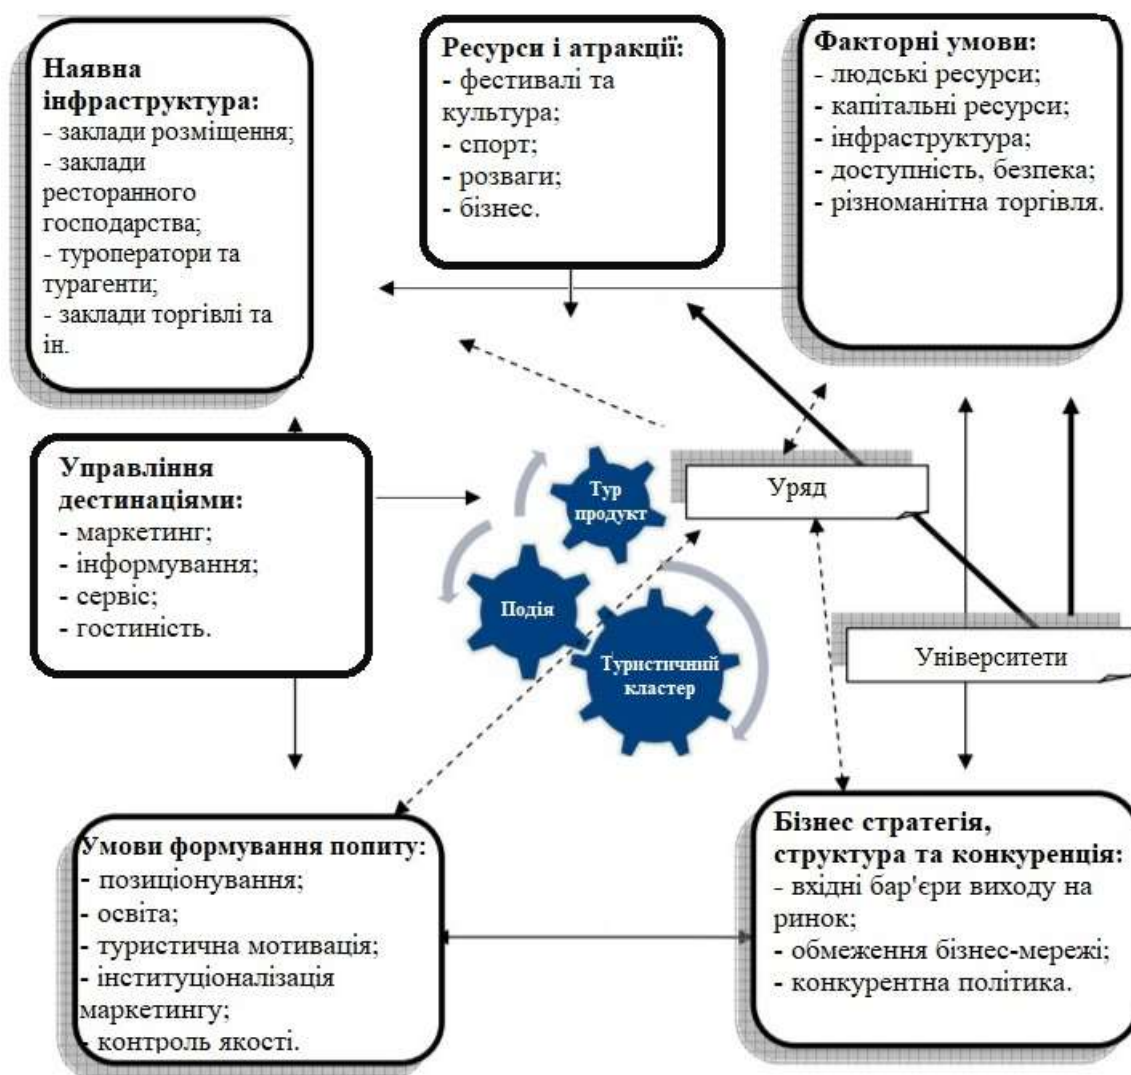 Наявна
інфраструктура:
- заклади розміщення;
- заклади
ресторанного
господарства;
- туроператори та
турагенти;
- заклади торгівлі та
ін.
Ресурси і атракції:
- фестивалі та
культура;
- спорт;
- розваги;
- бізнес.
Факторні умови:
- людські ресурси;
- капітальні ресурси;
- інфраструктура;
- доступність, безпека;
- різноманітна торгівля.
Управління
дестинаціями:
- маркетинг;
- інформування;
- сервіс;
- гостиність.
Тур
продукт
Подія
Туристичний
кластер
Уряд
Університети
Умови формування попиту:
- позиціонування;
- освіта;
- туристична мотивація;
- інституціоналізація
маркетингу;
- контроль якості.
Бізнес стратегія,
структура та конкуренція:
- вхідні бар'єри виходу на
ринок;
- обмеження бізнес-мережі;
- конкурентна політика.